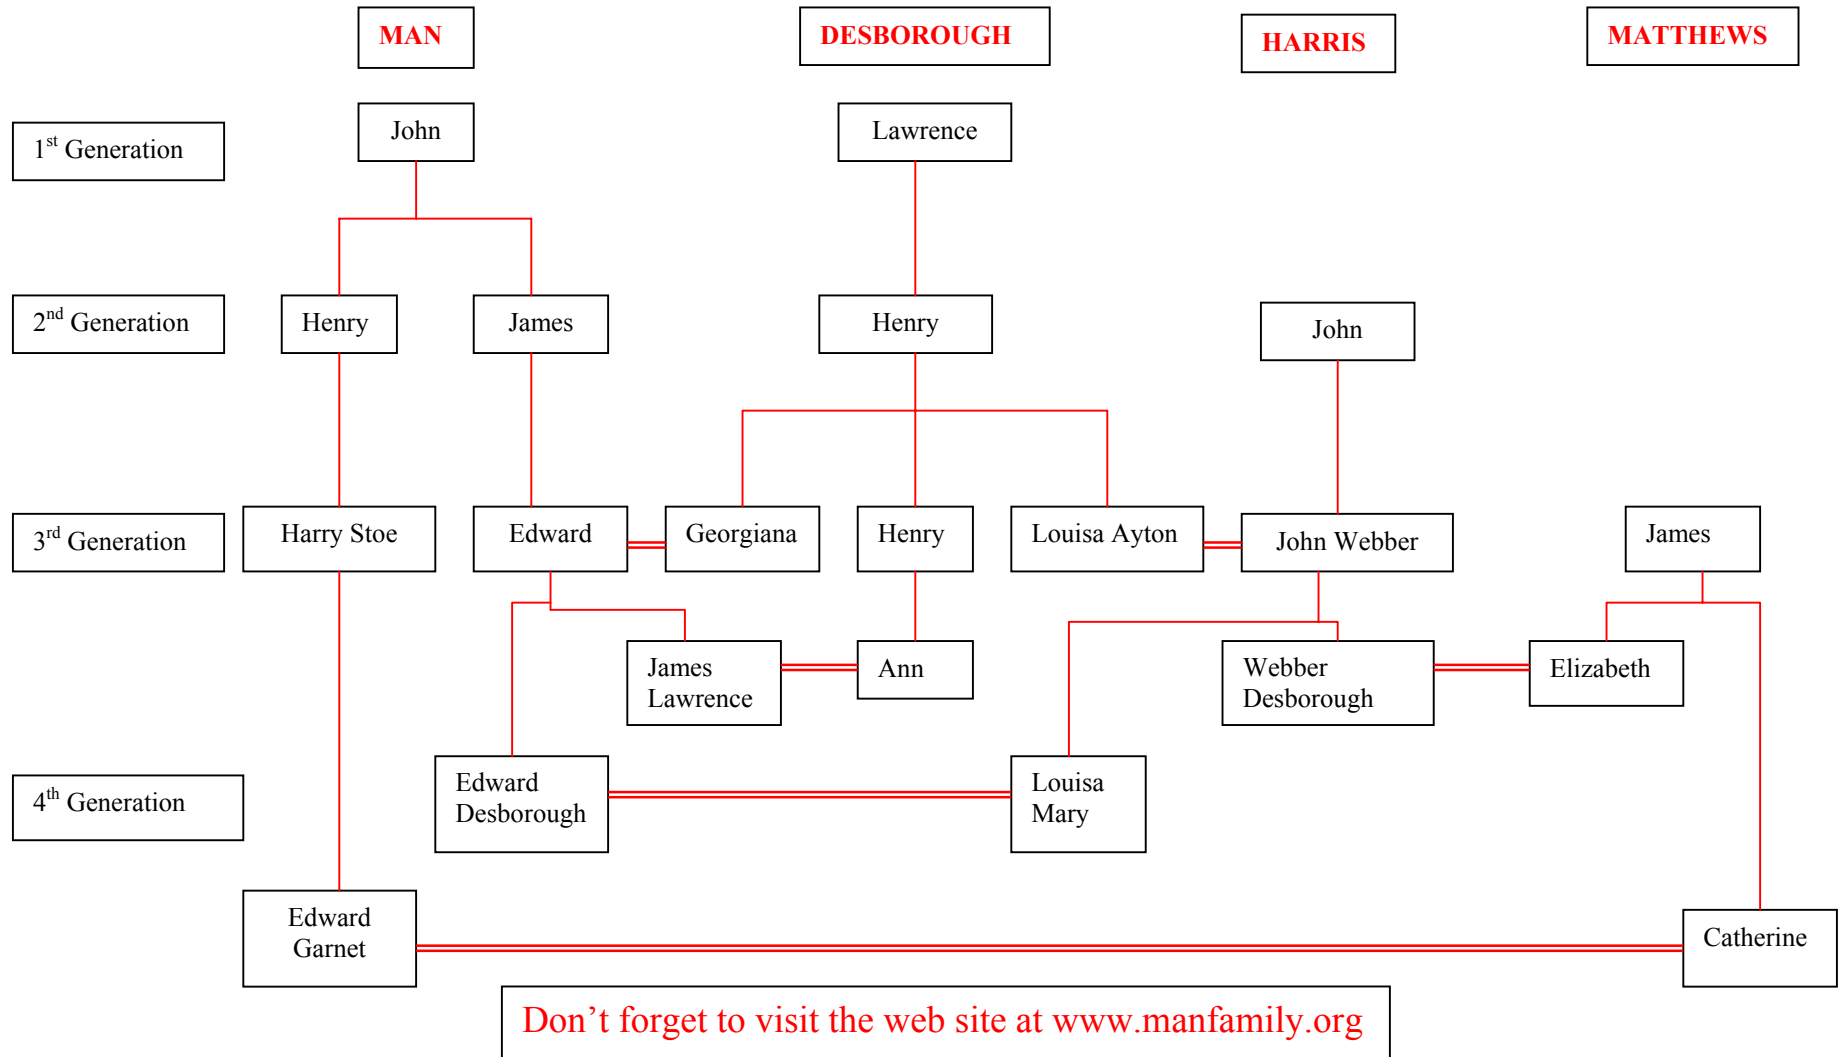 MAN
DESBOROUGH
HARRIS
MATTHEWS
1st Generation
John
Lawrence
2nd Generation
Henry
James
Henry
John
3rd Generation
Harry Stoe
Edward
Georgiana
Henry
Louisa Ayton
John Webber
James
James
Lawrence
Ann
Webber
Desborough
Elizabeth
4th Generation
Edward
Desborough
Louisa
Mary
Edward
Garnet
Catherine
Don’t forget to visit the web site at www.manfamily.org